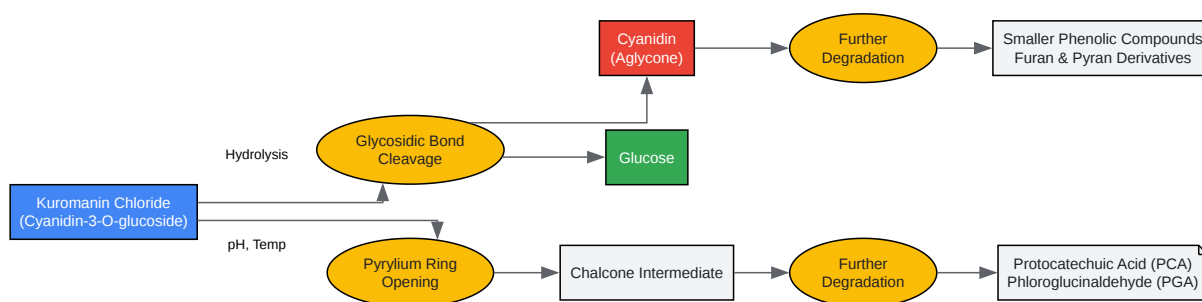 Cyanidin
(Aglycone)
Further
Degradation
Smaller Phenolic Compounds
Furan & Pyran Derivatives
Hydrolysis
Glycosidic Bond
Cleavage
Glucose
Kuromanin Chloride
(Cyanidin-3-O-glucoside)
pH, Temp
Pyrylium Ring
Opening
Chalcone Intermediate
Further
Degradation
Protocatechuic Acid (PCA)
Phloroglucinaldehyde (PGA)